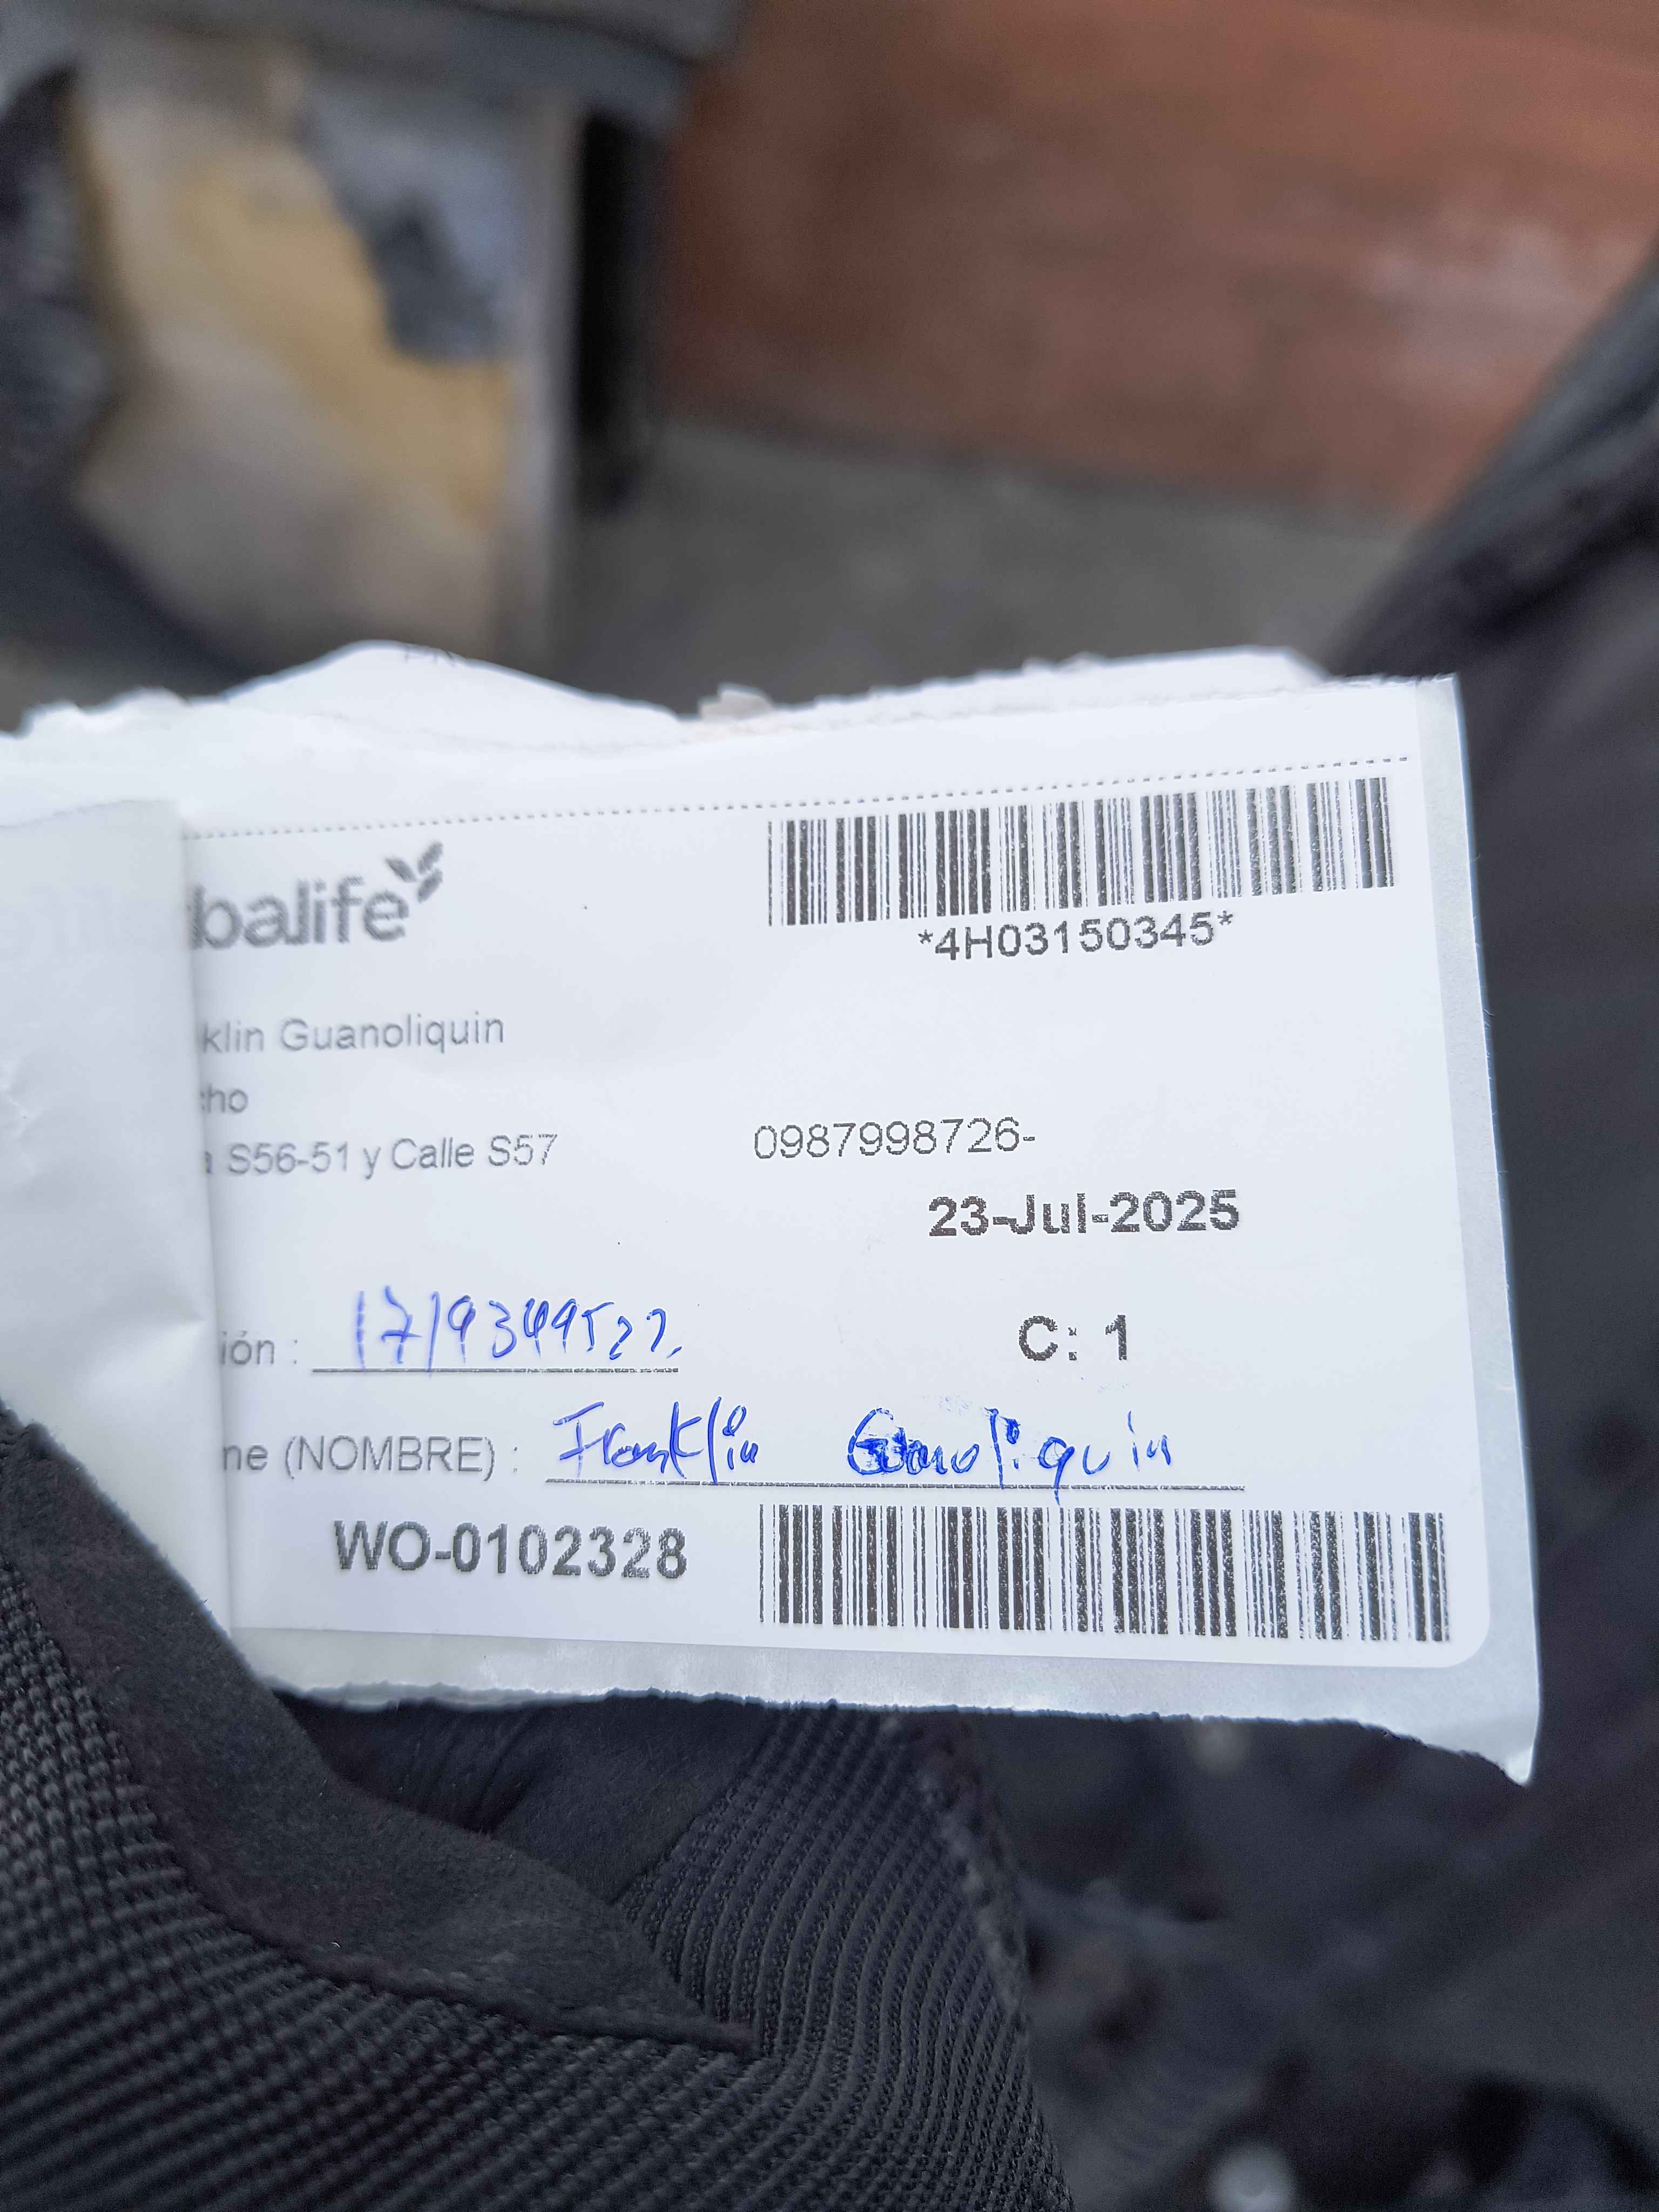 balife
*4H03150345*
klin Guanoliquin
cho
a S56-51 y Calle S57
0987998726-
23-Jul-2025
ión : 1719349522
C: 1
ne (NOMBRE) : Franklin Guanoliquin
WO-0102328